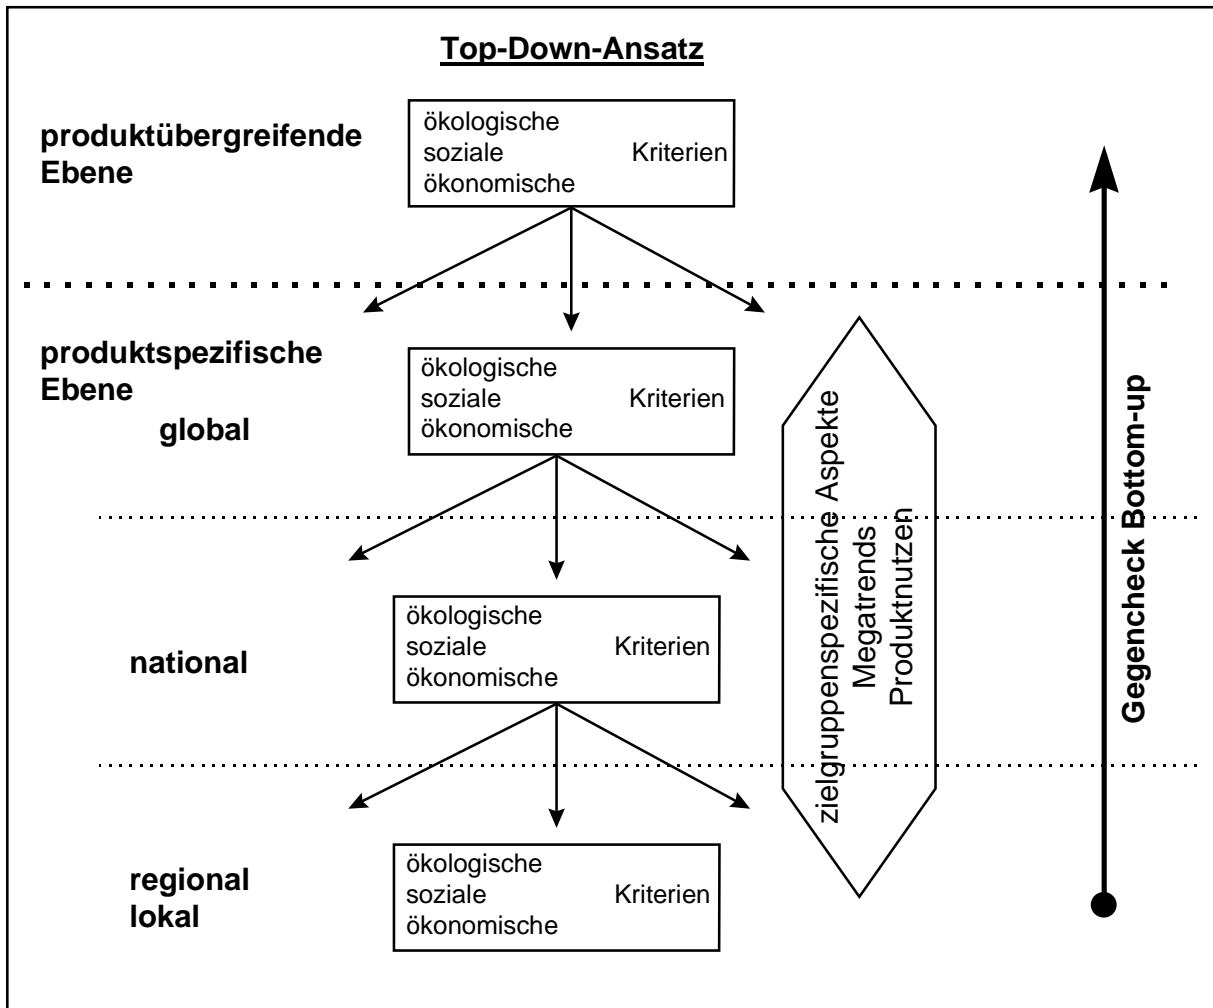 Top-Down-Ansatz
produktübergreifende
Ebene
ökologische
soziale Kriterien
ökonomische
produktspezifische
Ebene
global
ökologische
soziale Kriterien
ökonomische
national
ökologische
soziale Kriterien
ökonomische
regional
lokal
ökologische
soziale Kriterien
ökonomische
zielgruppenspezifische Aspekte
Megatrends
Produktnutzen
Gegencheck Bottom-up